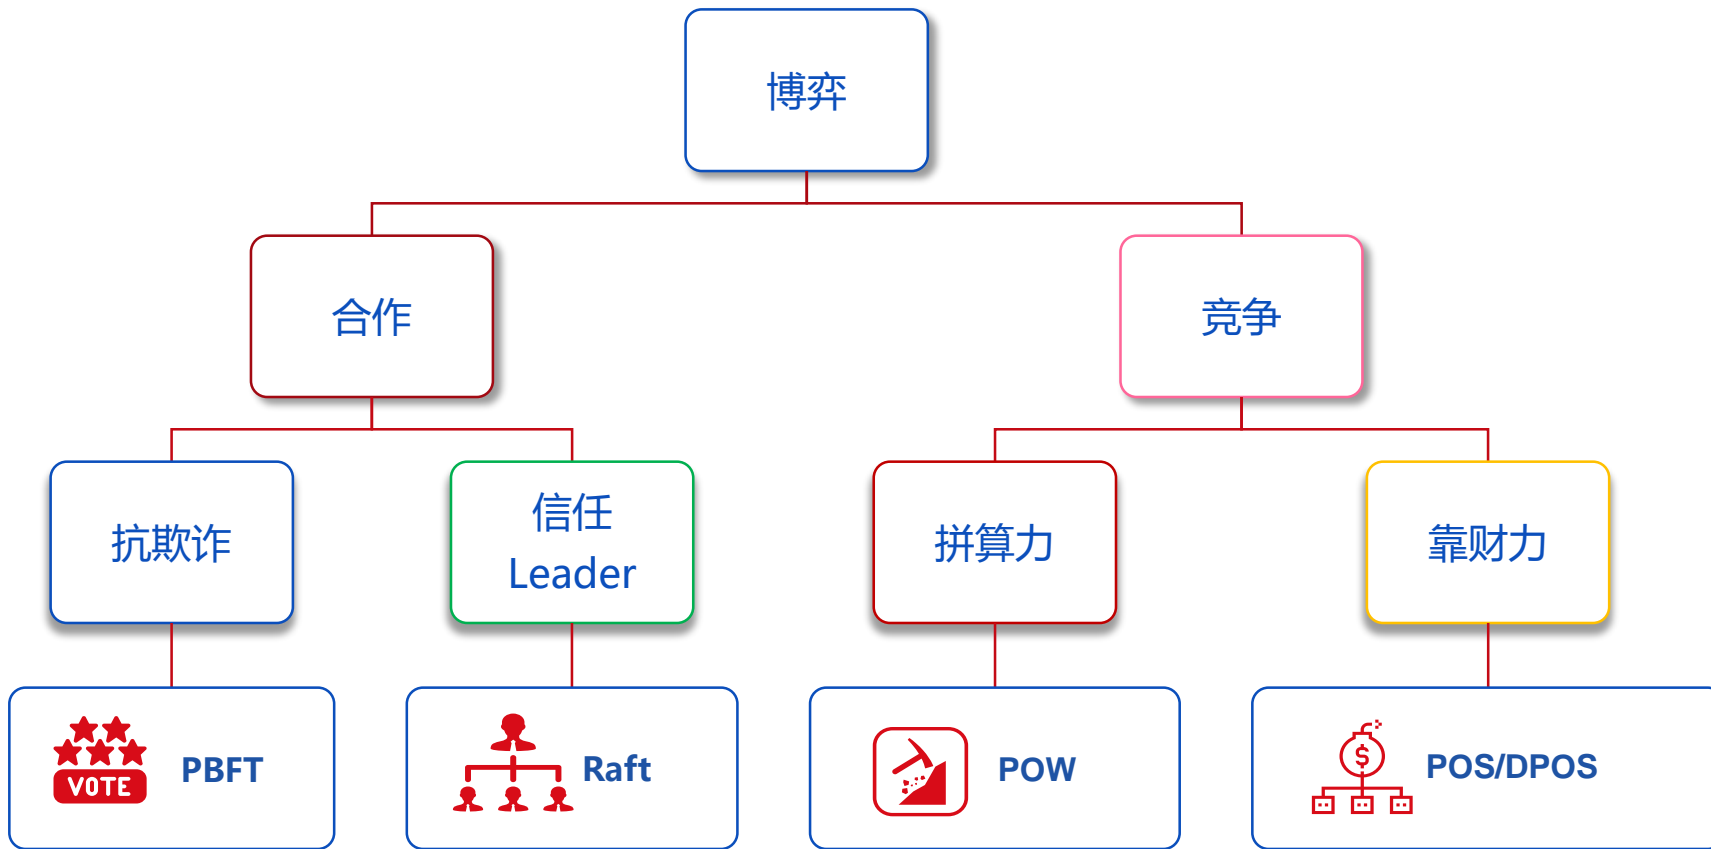 博弈
合作
竞争
抗欺诈
信任
Leader
拼算力
靠财力
VOTE
PBFT
Raft
POW
$
POS/DPOS